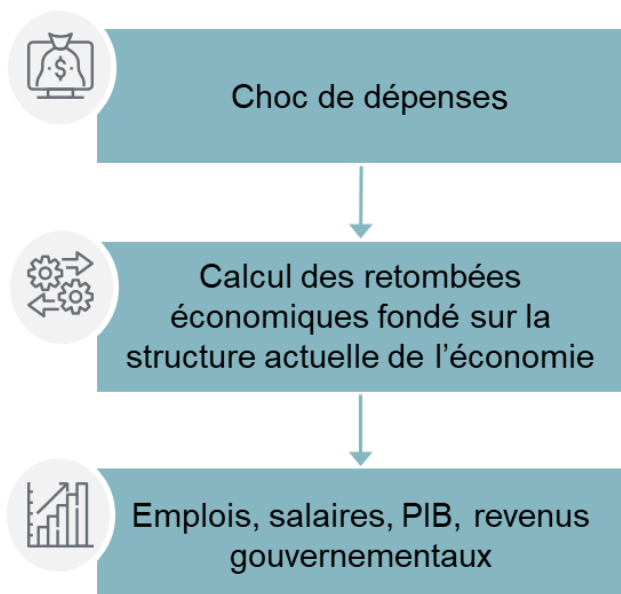 $
Choc de dépenses
Calcul des retombées
économiques fondé sur la
structure actuelle de l’économie
Emplois, salaires, PIB, revenus
gouvernementaux